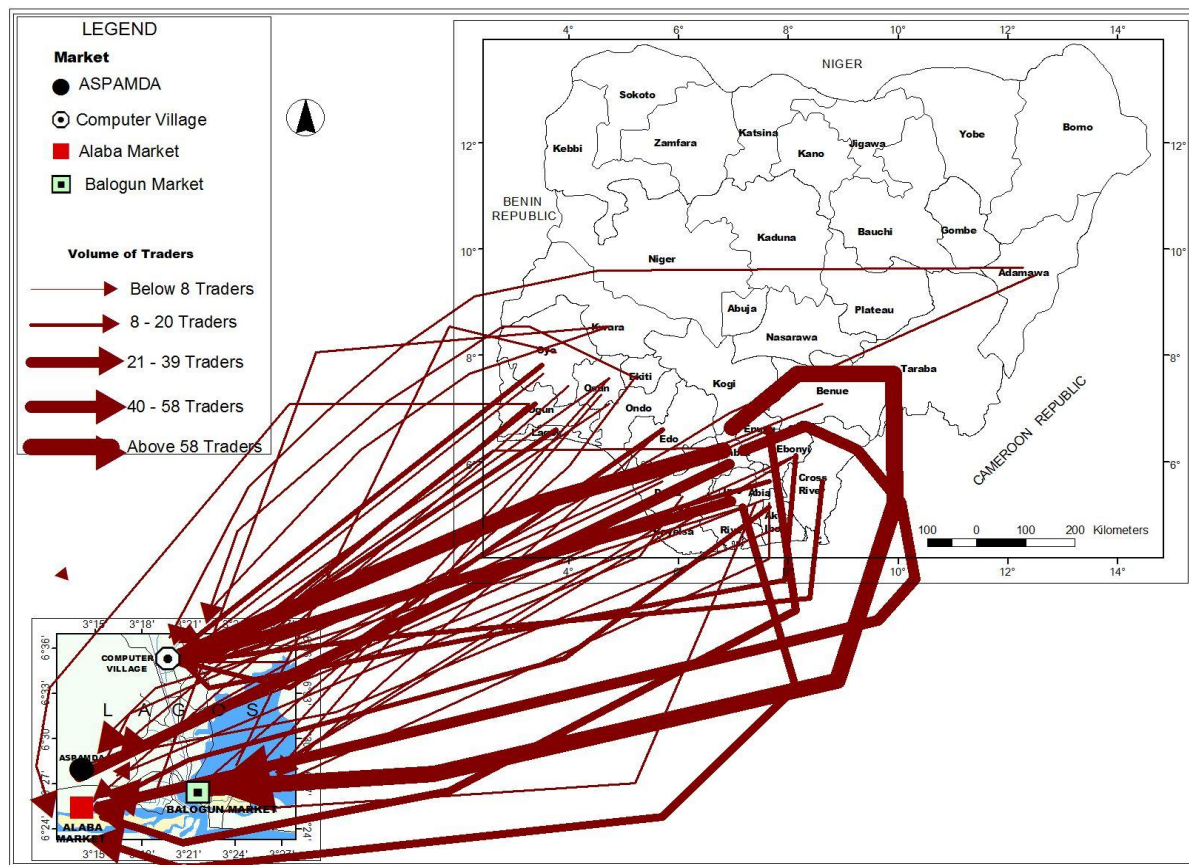 LEGEND
Market
ASPAMDA
Computer Village
Alaba Market
Balogun Market
Volume of Traders
Below 8 Traders
8 - 20 Traders
21 - 39 Traders
40 - 58 Traders
Above 58 Traders
4° 6° 8° 10° 12° 14°
NIGER
Sokoto
Katsina
Borno
Yobe
12° Kebbi Zamfara Kano Jigawa 12°
BENIN
REPUBLIC
Kaduna Bauchi Gombe
10° Niger 10°
Adamawa
Abuja Plateau
Kwara Nasarawa
8° Oyo 8°
Ekiti Kogi Taraba
Osun Benue
Ogun Ondo
Lagos Edo
CAMEROON REPUBLIC
6° Ebonyi 6°
Abia Cross
River
100 0 100 200 Kilometers
4° 6° 8° 10° 12° 14°
3°15' 3°18' 3°21'
6°36'
COMPUTER
VILLAGE
6°33'
L A G O S
6°30'
ASPAMDA
6°27'
BALOGUN MARKET
6°24'
ALABA
MARKET
3°15' 3°21' 3°24' 3°27'